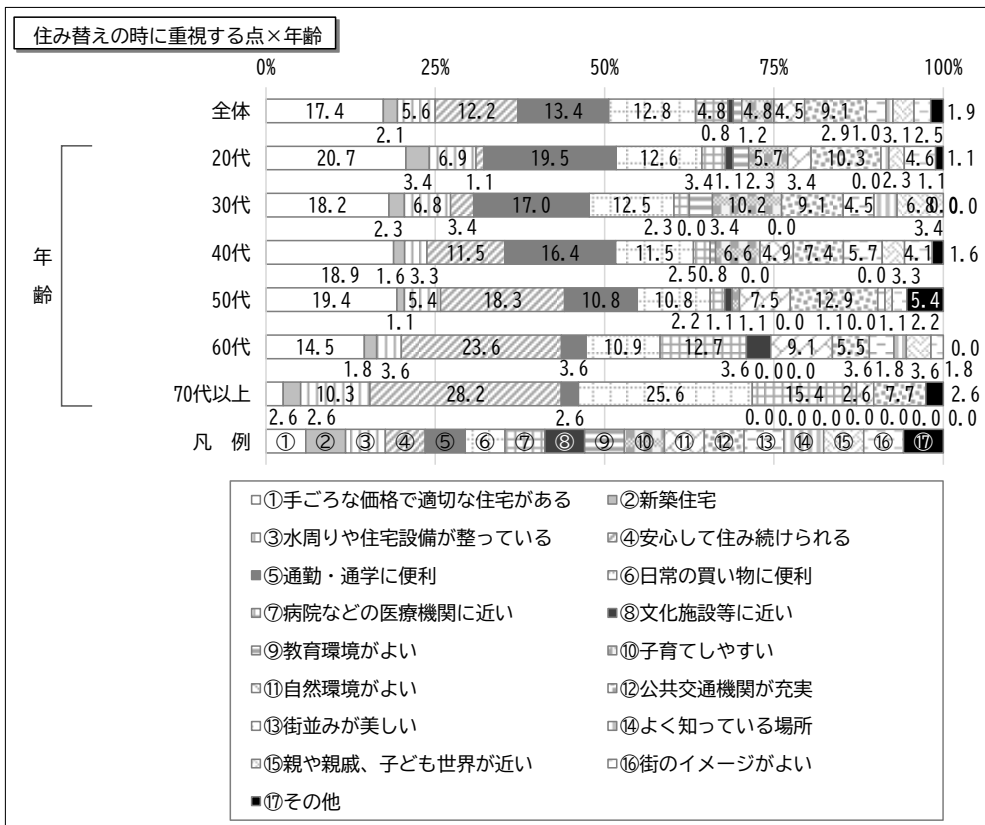 住み替えの時に重視する点×年齢
0% 25% 50% 75% 100%
全体 17.4 5.6 12.2 13.4 12.8 4.8 4.8 4.5 9.1 1.9
2.1 0.8 1.2 2.9 1.0 3.1 2.5
20代 20.7 6.9 19.5 12.6 5.7 10.3 4.6 1.1
3.4 1.1 3.4 1.1 2.3 3.4 0.0 2.3 1.1
30代 18.2 6.8 17.0 12.5 10.2 9.1 4.5 6.8 0.0 0.0
2.3 3.4 2.3 0.0 3.4 0.0 3.4
40代 11.5 16.4 11.5 6.6 4.9 7.4 5.7 4.1 1.6
18.9 1.6 3.3 2.5 0.8 0.0 0.0 3.3
50代 19.4 5.4 18.3 10.8 10.8 7.5 12.9 5.4
1.1 2.2 1.1 1.1 0.0 1.1 0.0 1.1 2.2
60代 14.5 23.6 10.9 12.7 9.1 5.5 0.0
1.8 3.6 3.6 3.6 0.0 0.0 3.6 1.8 3.6 1.8
70代以上 10.3 28.2 25.6 15.4 2.6 7.7 2.6
2.6 2.6 2.6 0.0 0.0 0.0 0.0 0.0 0.0 0.0
年齢
凡 例 ① ② ③ ④ ⑤ ⑥ ⑦ ⑧ ⑨ ⑩ ⑪ ⑫ ⑬ ⑭ ⑮ ⑯ ⑰
①手ごろな価格で適切な住宅がある ②新築住宅
③水周りや住宅設備が整っている ④安心して住み続けられる
⑤通勤・通学に便利 ⑥日常の買い物に便利
⑦病院などの医療機関に近い ⑧文化施設等に近い
⑨教育環境がよい ⑩子育てしやすい
⑪自然環境がよい ⑫公共交通機関が充実
⑬街並みが美しい ⑭よく知っている場所
⑮親や親戚、子ども世界が近い ⑯街のイメージがよい
⑰その他